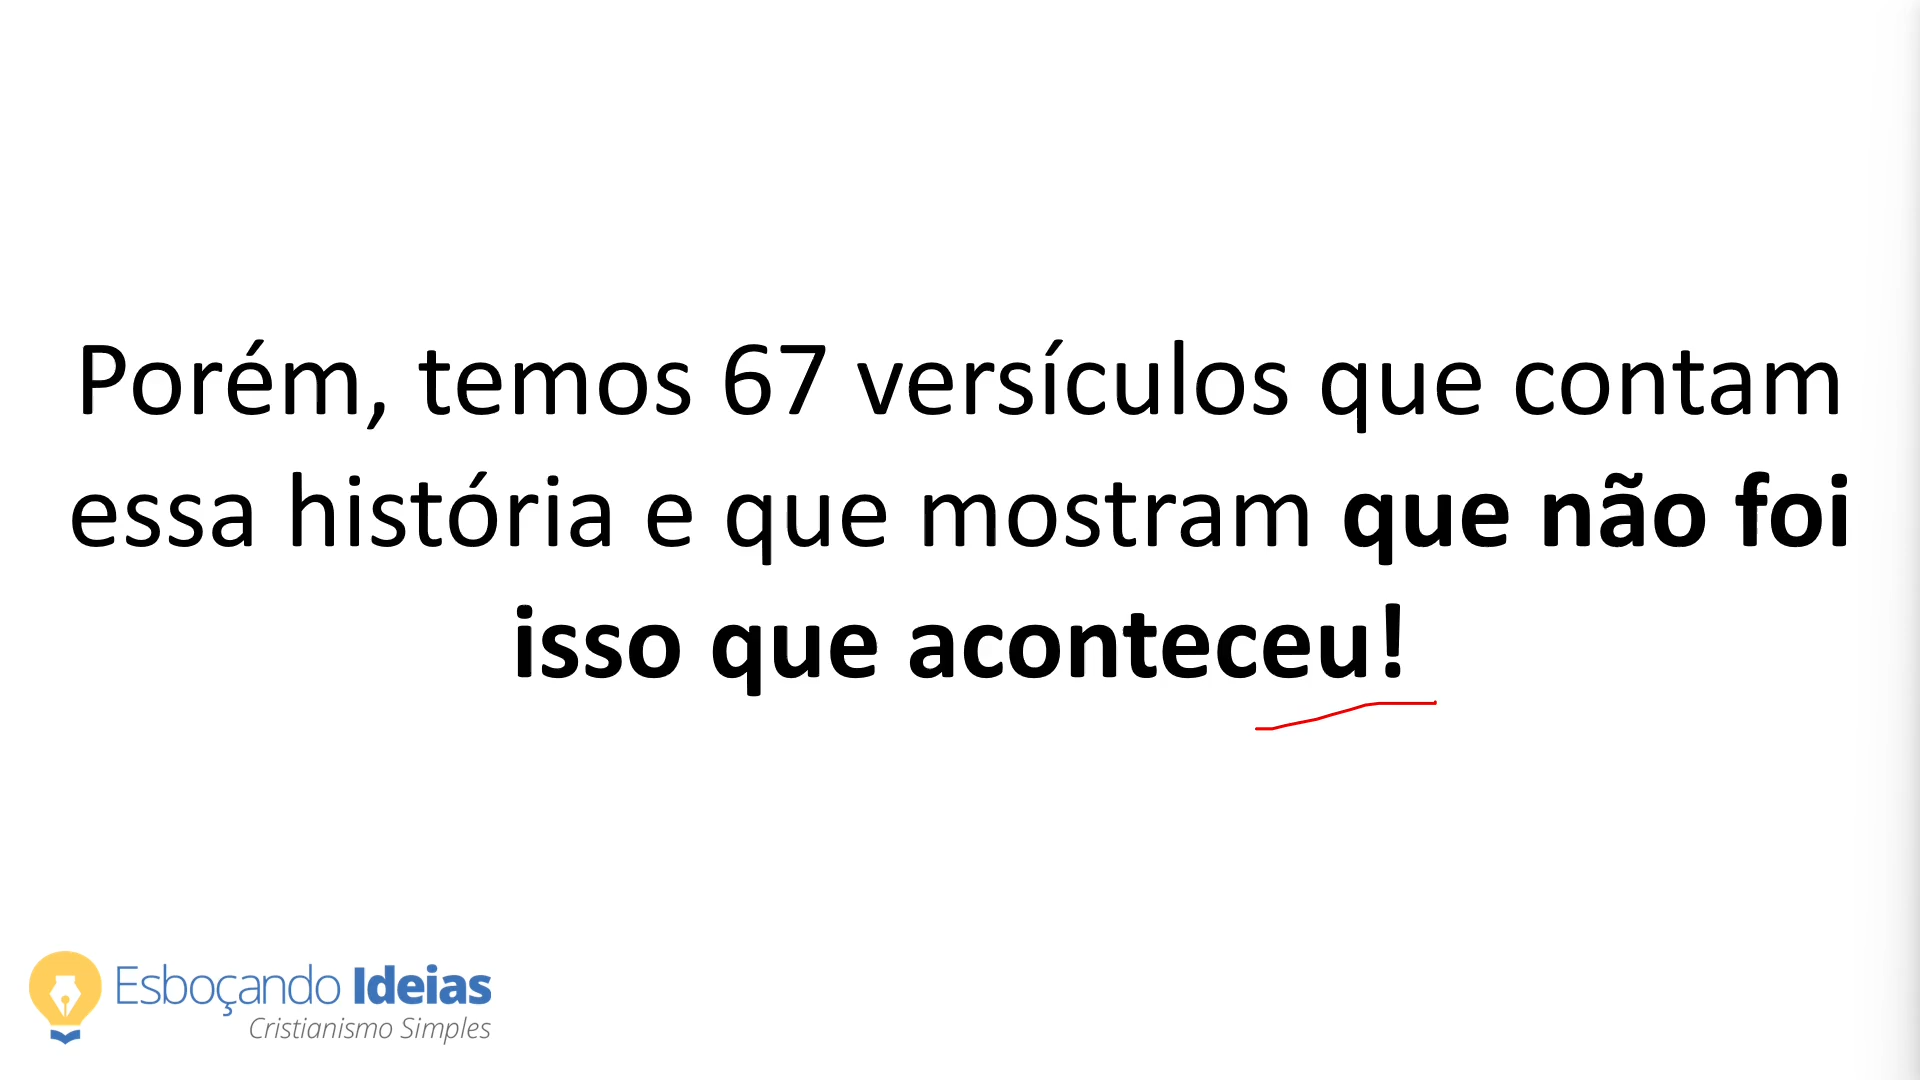 Porém, temos 67 versículos que contam
essa história e que mostram que não foi
isso que aconteceu!
Esboçando Ideias
Cristianismo Simples